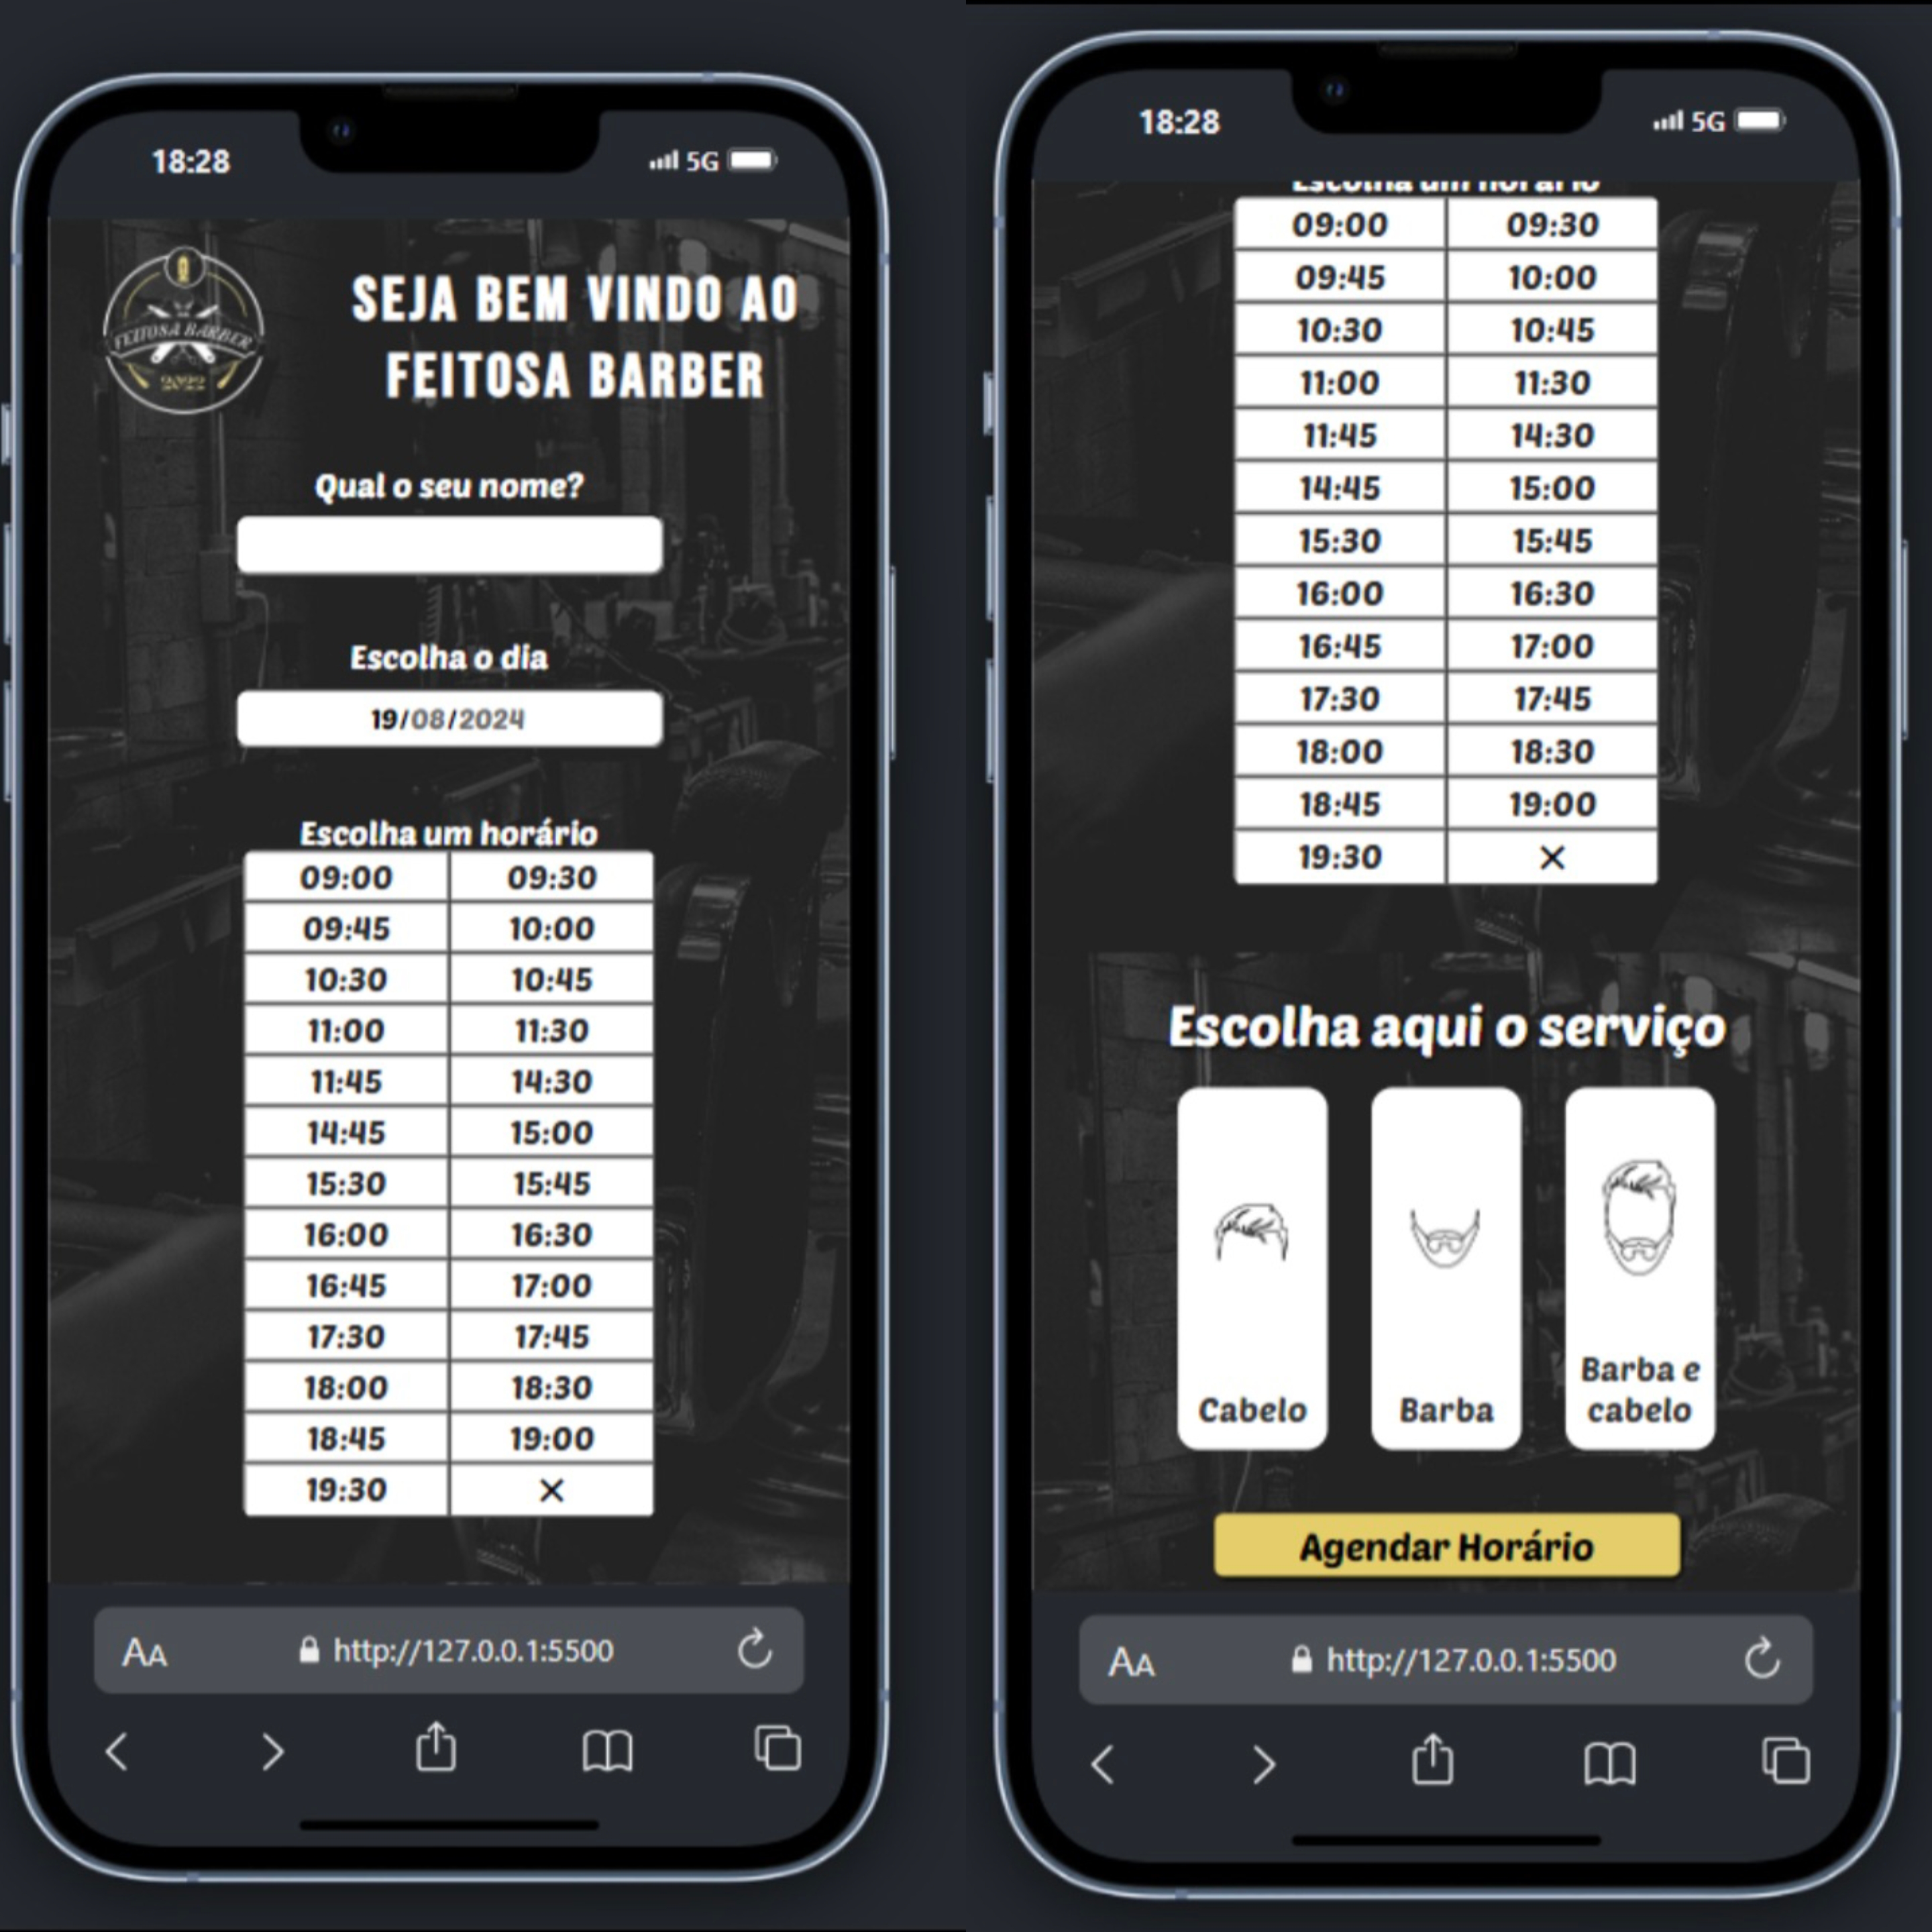 18:28
5G
FEITOSA BARBER
2022
SEJA BEM VINDO AO
FEITOSA BARBER
Qual o seu nome?
Escolha o dia
19/08/2024
Escolha um horário
09:00 09:30
09:45 10:00
10:30 10:45
11:00 11:30
11:45 14:30
14:45 15:00
15:30 15:45
16:00 16:30
16:45 17:00
17:30 17:45
18:00 18:30
18:45 19:00
19:30 ×
AA http://127.0.0.1:5500
18:28
5G
Escolha um horário
09:00 09:30
09:45 10:00
10:30 10:45
11:00 11:30
11:45 14:30
14:45 15:00
15:30 15:45
16:00 16:30
16:45 17:00
17:30 17:45
18:00 18:30
18:45 19:00
19:30 ×
Escolha aqui o serviço
Cabelo
Barba
Barba e
cabelo
Agendar Horário
AA http://127.0.0.1:5500